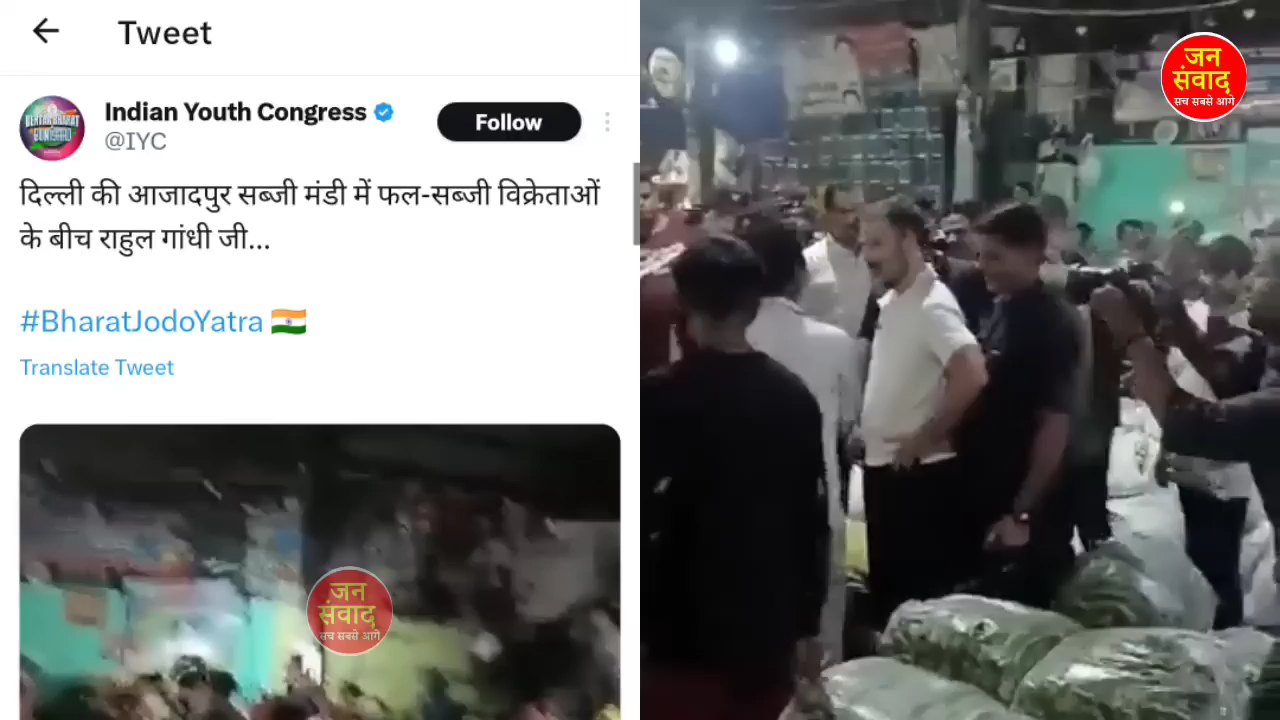 Tweet
Indian Youth Congress
@IYC
Follow
दिल्ली की आजादपुर सब्जी मंडी में फल-सब्जी विक्रेताओं
के बीच राहुल गांधी जी...
#BharatJodoYatra 🇮🇳
Translate Tweet
जन
संवाद
सच सबसे आगे
जन
संवाद
सच सबसे आगे